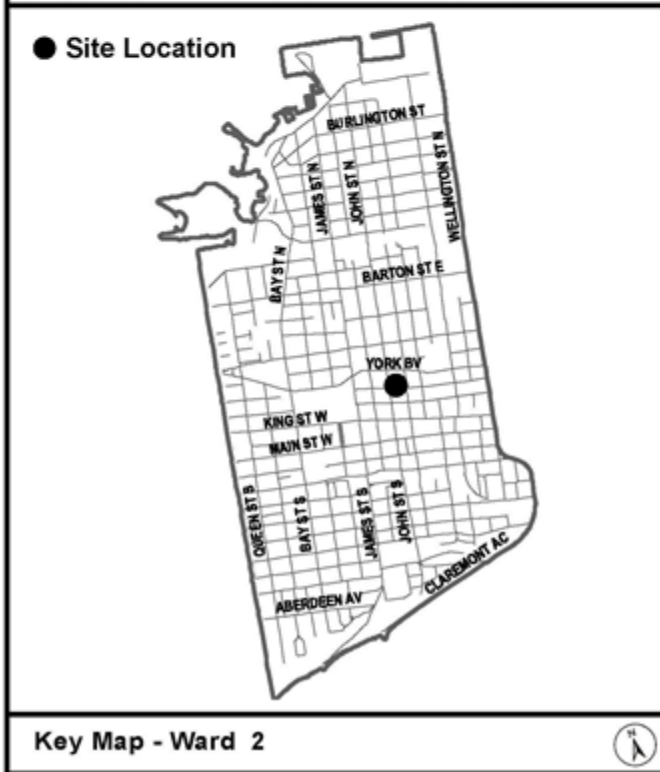 Site Location
BURLINGTON ST
JAMES ST N
JOHN ST N
WELLINGTON ST N
BAY ST N
BARTON ST E
YORK BV
KING ST W
MAIN ST W
QUEEN ST S
BAY ST S
JAMES ST S
JOHN ST S
CLAREMONT AC
ABERDEEN AV
Key Map - Ward 2
N